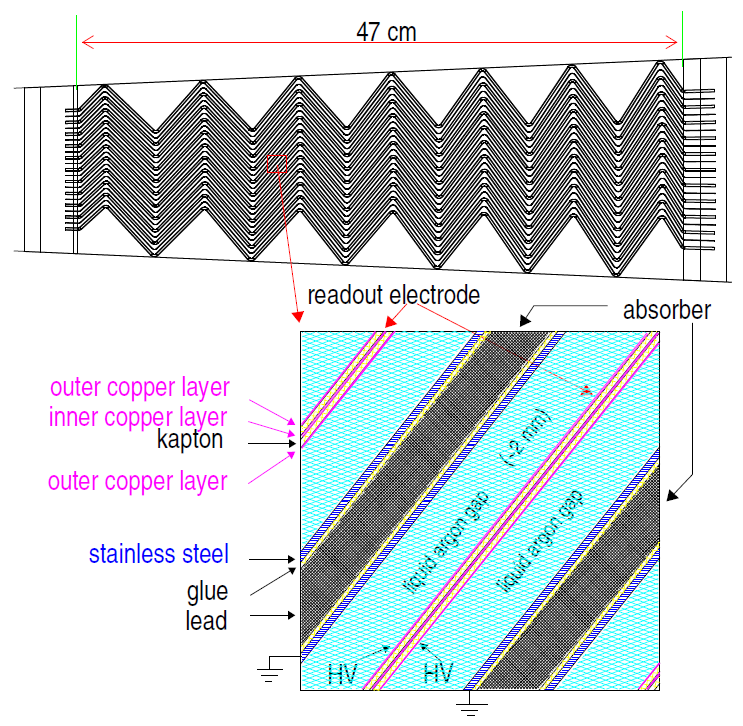 47 cm
readout electrode
absorber
outer copper layer
inner copper layer
kapton
outer copper layer
(~2 mm)
liquid argon gap
liquid argon gap
stainless steel
glue
lead
HV
HV